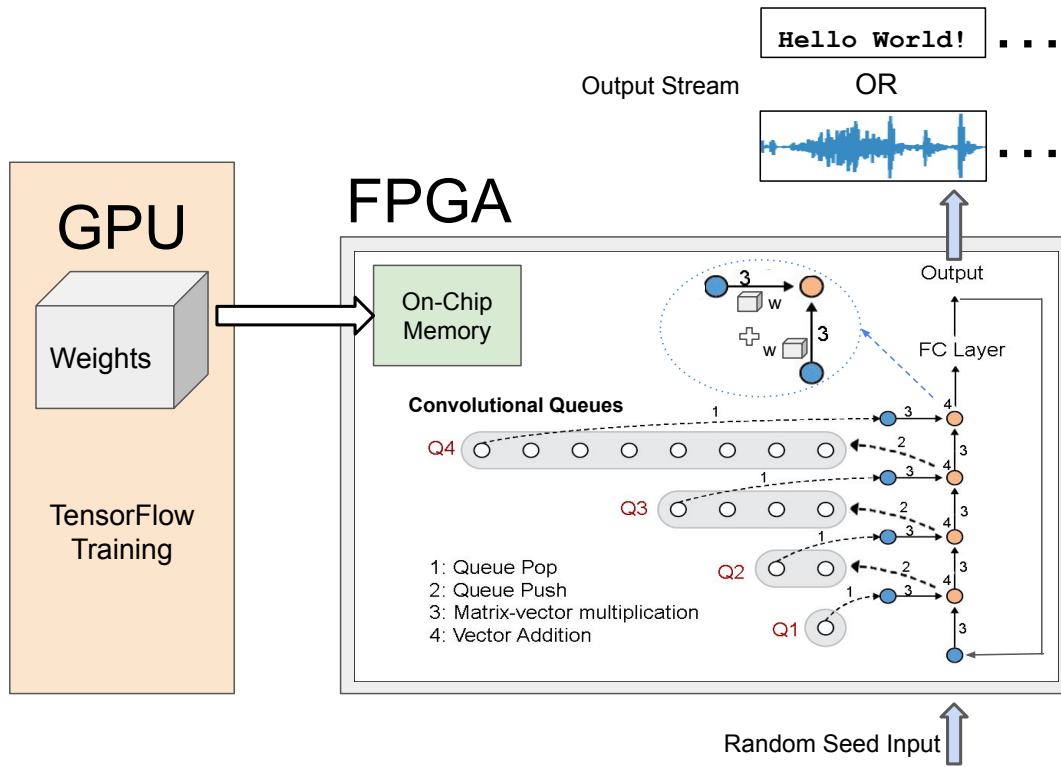 Hello World!
...
Output Stream
OR
...
GPU
FPGA
Weights
On-Chip
Memory
TensorFlow
Training
Output
FC Layer
3
w
3
w
Convolutional Queues
1
3
4
Q4
2
3
1
3
4
Q3
2
3
1
3
4
Q2
2
3
1
3
4
Q1
3
1: Queue Pop
2: Queue Push
3: Matrix-vector multiplication
4: Vector Addition
Random Seed Input